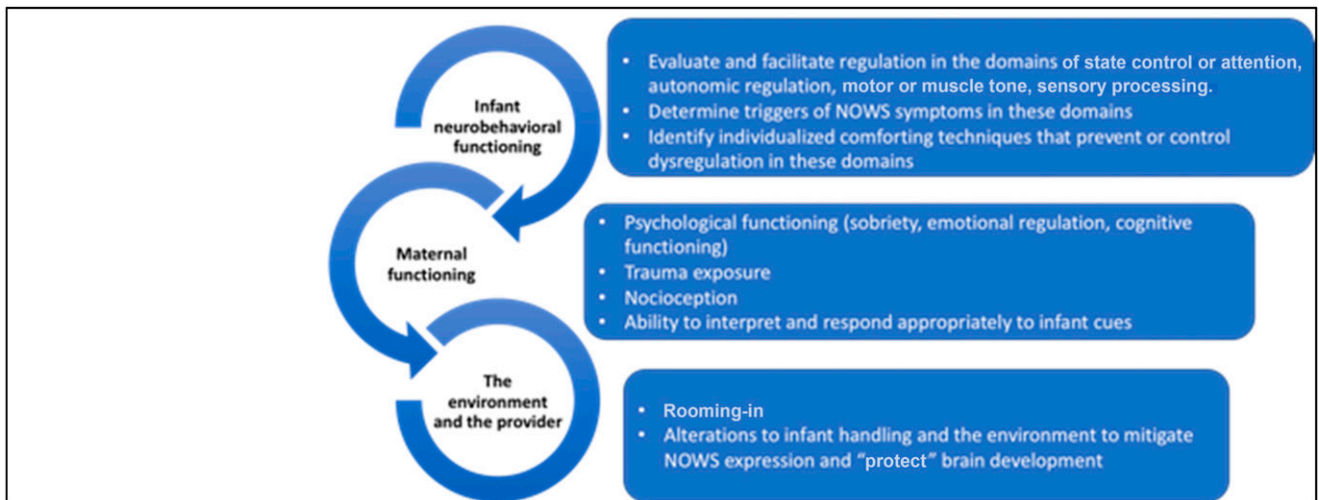 Infant
neurobehavioral
functioning
• Evaluate and facilitate regulation in the domains of state control or attention,
autonomic regulation, motor or muscle tone, sensory processing.
• Determine triggers of NOWS symptoms in these domains
• Identify individualized comforting techniques that prevent or control
dysregulation in these domains
Maternal
functioning
• Psychological functioning (sobriety, emotional regulation, cognitive
functioning)
• Trauma exposure
• Nocioception
• Ability to interpret and respond appropriately to infant cues
The
environment
and the provider
• Rooming-in
• Alterations to infant handling and the environment to mitigate
NOWS expression and “protect” brain development